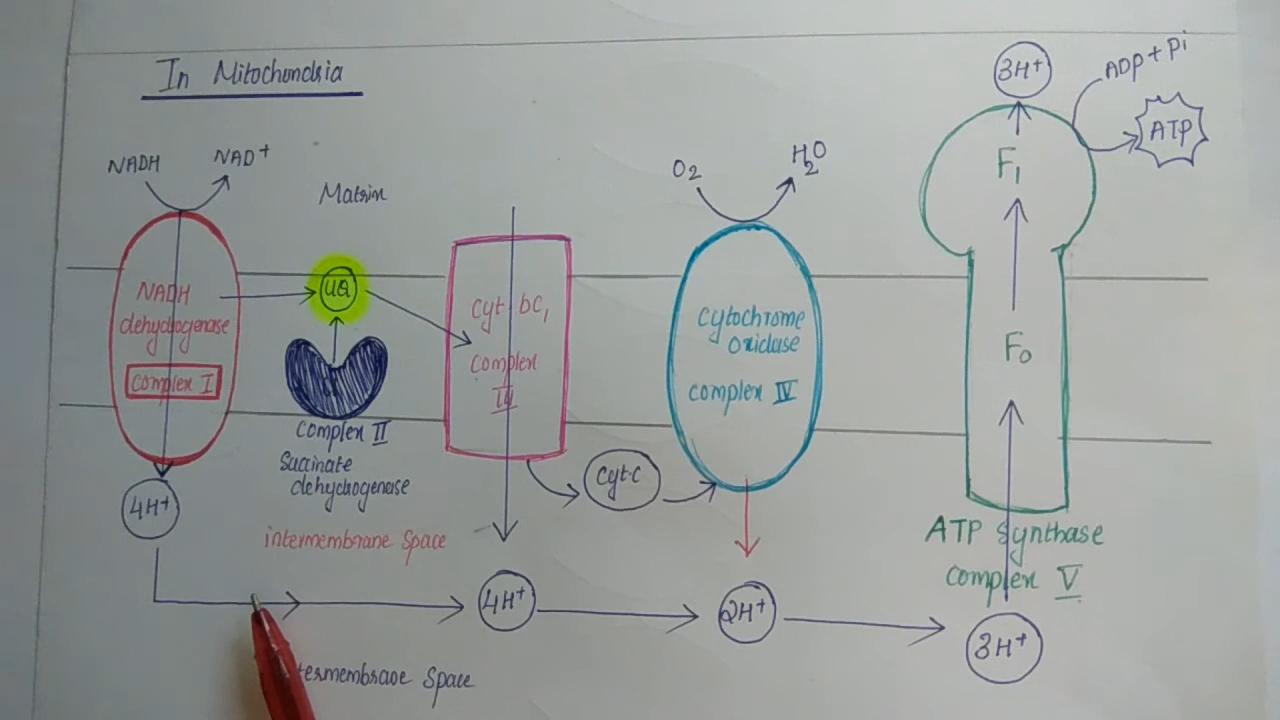 In Mitochondria
NADH
NAD+
Matrix
UQ
NADH
dehydrogenase
Complex I
4H+
Complex II
Succinate
dehydrogenase
intermembrane space
cyt bc1
Complex
III
Cyt.c
4H+
O2
H2O
Cytochrome
oxidase
Complex IV
2H+
3H+
ADP+Pi
ATP
F1
F0
ATP Synthase
Complex V
3H+
termembrane Space